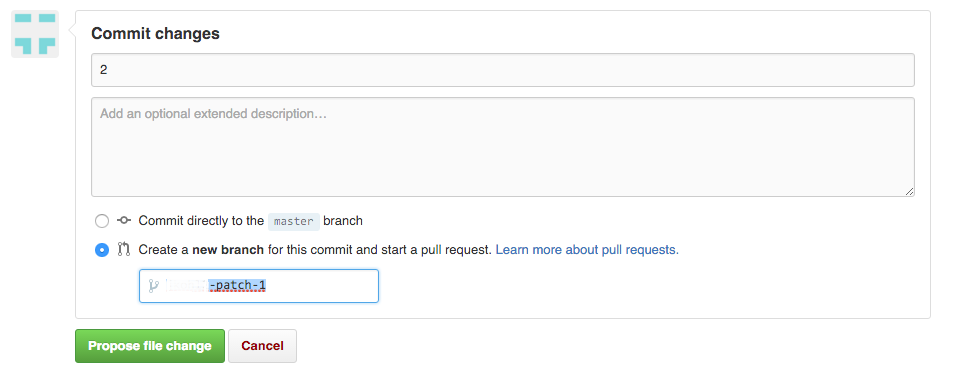 Commit changes
2
Add an optional extended description…
Commit directly to the master branch
Create a new branch for this commit and start a pull request. Learn more about pull requests.
-patch-1
Propose file change
Cancel